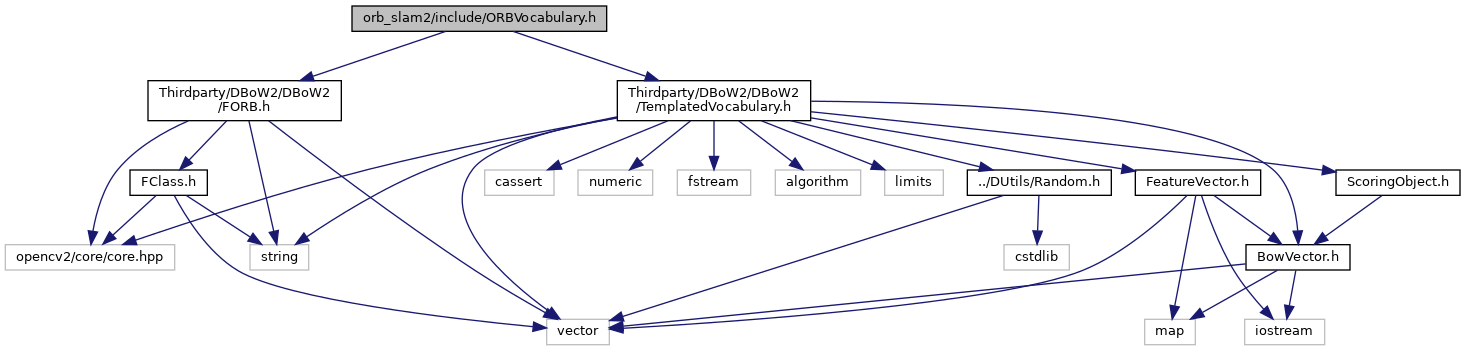 orb_slam2/include/ORBVocabulary.h
Thirdparty/DBoW2/DBoW2
/FORB.h
Thirdparty/DBoW2/DBoW2
/TemplatedVocabulary.h
FClass.h
cassert
numeric
fstream
algorithm
limits
../DUtils/Random.h
FeatureVector.h
ScoringObject.h
opencv2/core/core.hpp
string
cstdlib
BowVector.h
vector
map
iostream